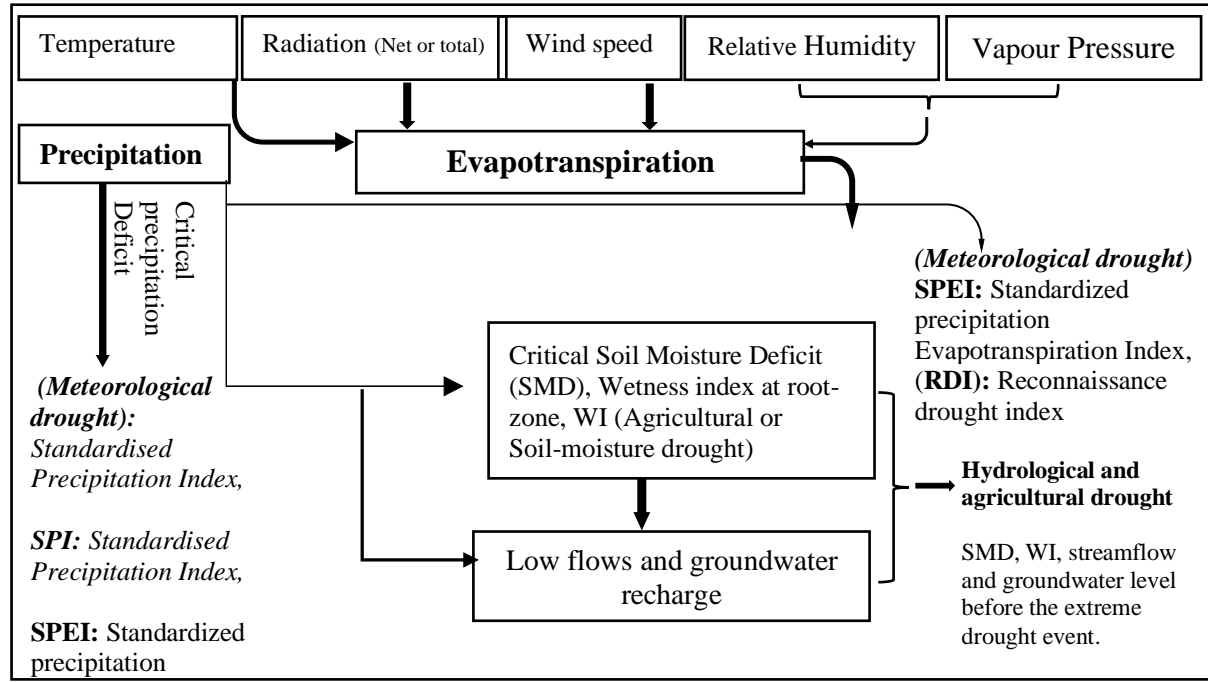 Temperature
Radiation (Net or total)
Wind speed
Relative Humidity
Vapour Pressure
Precipitation
Evapotranspiration
Critical
precipitation
Deficit
(Meteorological drought)
SPEI: Standardized
precipitation
Evapotranspiration Index,
(RDI): Reconnaissance
drought index
Critical Soil Moisture Deficit
(SMD), Wetness index at root-
zone, WI (Agricultural or
Soil-moisture drought)
(Meteorological
drought):
Standardised
Precipitation Index,
SPI: Standardised
Precipitation Index,
SPEI: Standardized
precipitation
Low flows and groundwater
recharge
Hydrological and
agricultural drought
SMD, WI, streamflow
and groundwater level
before the extreme
drought event.